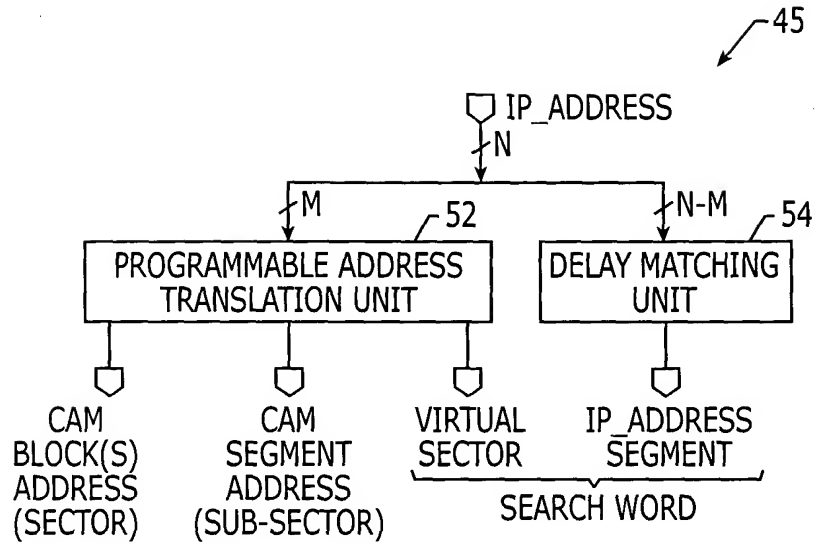 45
IP_ADDRESS
N
M
52
N-M
54
PROGRAMMABLE ADDRESS
TRANSLATION UNIT
DELAY MATCHING
UNIT
CAM
BLOCK(S)
ADDRESS
(SECTOR)
CAM
SEGMENT
ADDRESS
(SUB-SECTOR)
VIRTUAL
SECTOR
IP_ADDRESS
SEGMENT
SEARCH WORD